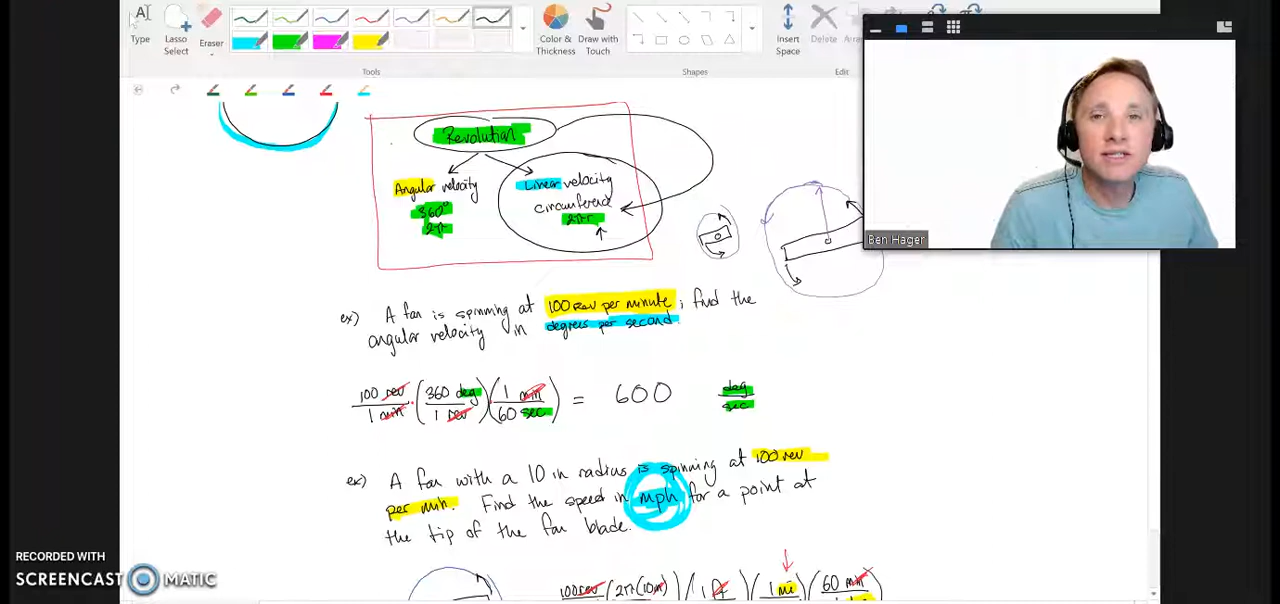 Type
Lasso
Select
Eraser
Color &
Thickness
Draw with
Touch
Insert
Space
Delete
Tools
Shapes
Edit
Ben Hager
Revolution
Angular velocity
360°
2π
Linear velocity
circumference
2πr
ex) A fan is spinning at 100 rev per minute; find the
angular velocity in degrees per second.
100 rev / 1 min · (360 deg / 1 rev) (1 min / 60 sec) = 600 deg / sec
ex) A fan with a 10 in radius is spinning at 100 rev
per min. Find the speed in mph for a point at
the tip of the fan blade.
100 rev (2π(10in) (1 ft (1 mi (60 min
RECORDED WITH
SCREENCAST MATIC